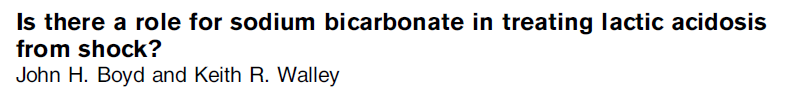 Is there a role for sodium bicarbonate in treating lactic acidosis
from shock?
John H. Boyd and Keith R. Walley